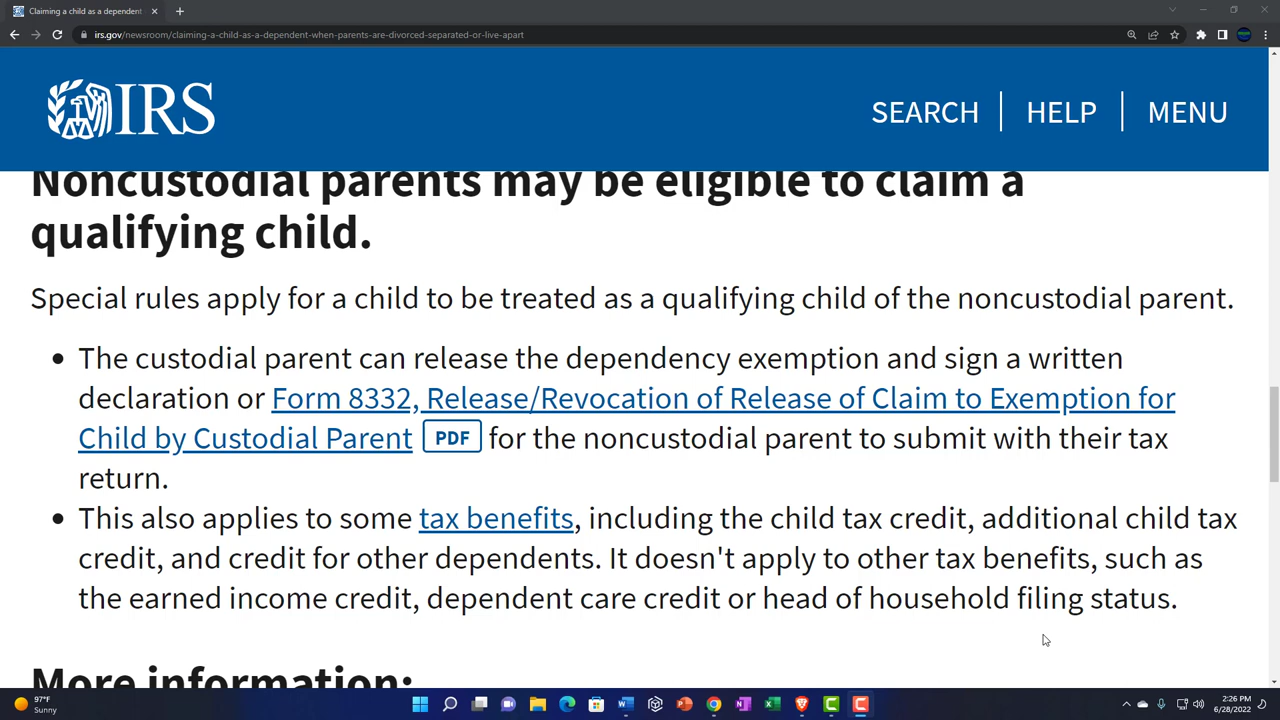 Claiming a child as a dependent
irs.gov/newsroom/claiming-a-child-as-a-dependent-when-parents-are-divorced-separated-or-live-apart
IRS
SEARCH
HELP
MENU
Noncustodial parents may be eligible to claim a
qualifying child.
Special rules apply for a child to be treated as a qualifying child of the noncustodial parent.
• The custodial parent can release the dependency exemption and sign a written
declaration or Form 8332, Release/Revocation of Release of Claim to Exemption for
Child by Custodial Parent PDF for the noncustodial parent to submit with their tax
return.
• This also applies to some tax benefits, including the child tax credit, additional child tax
credit, and credit for other dependents. It doesn't apply to other tax benefits, such as
the earned income credit, dependent care credit or head of household filing status.
More information:
97°F
Sunny
2:26 PM
6/28/2022